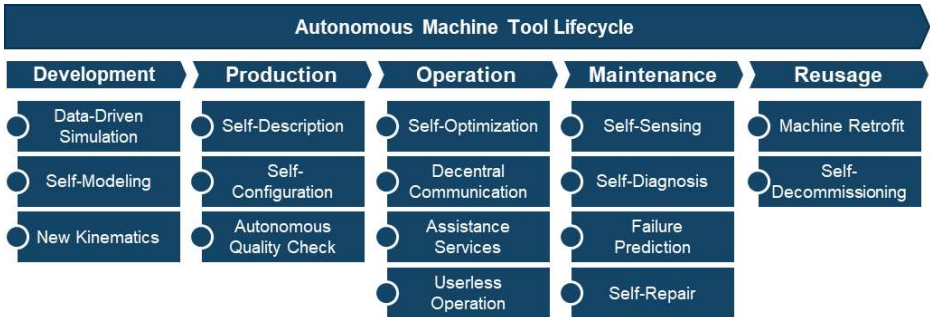 Autonomous Machine Tool Lifecycle
Development
Production
Operation
Maintenance
Reusage
Data-Driven
Simulation
Self-Modeling
New Kinematics
Self-Description
Self-
Configuration
Autonomous
Quality Check
Self-Optimization
Decentral
Communication
Assistance
Services
Userless
Operation
Self-Sensing
Self-Diagnosis
Failure
Prediction
Self-Repair
Machine Retrofit
Self-
Decommissioning